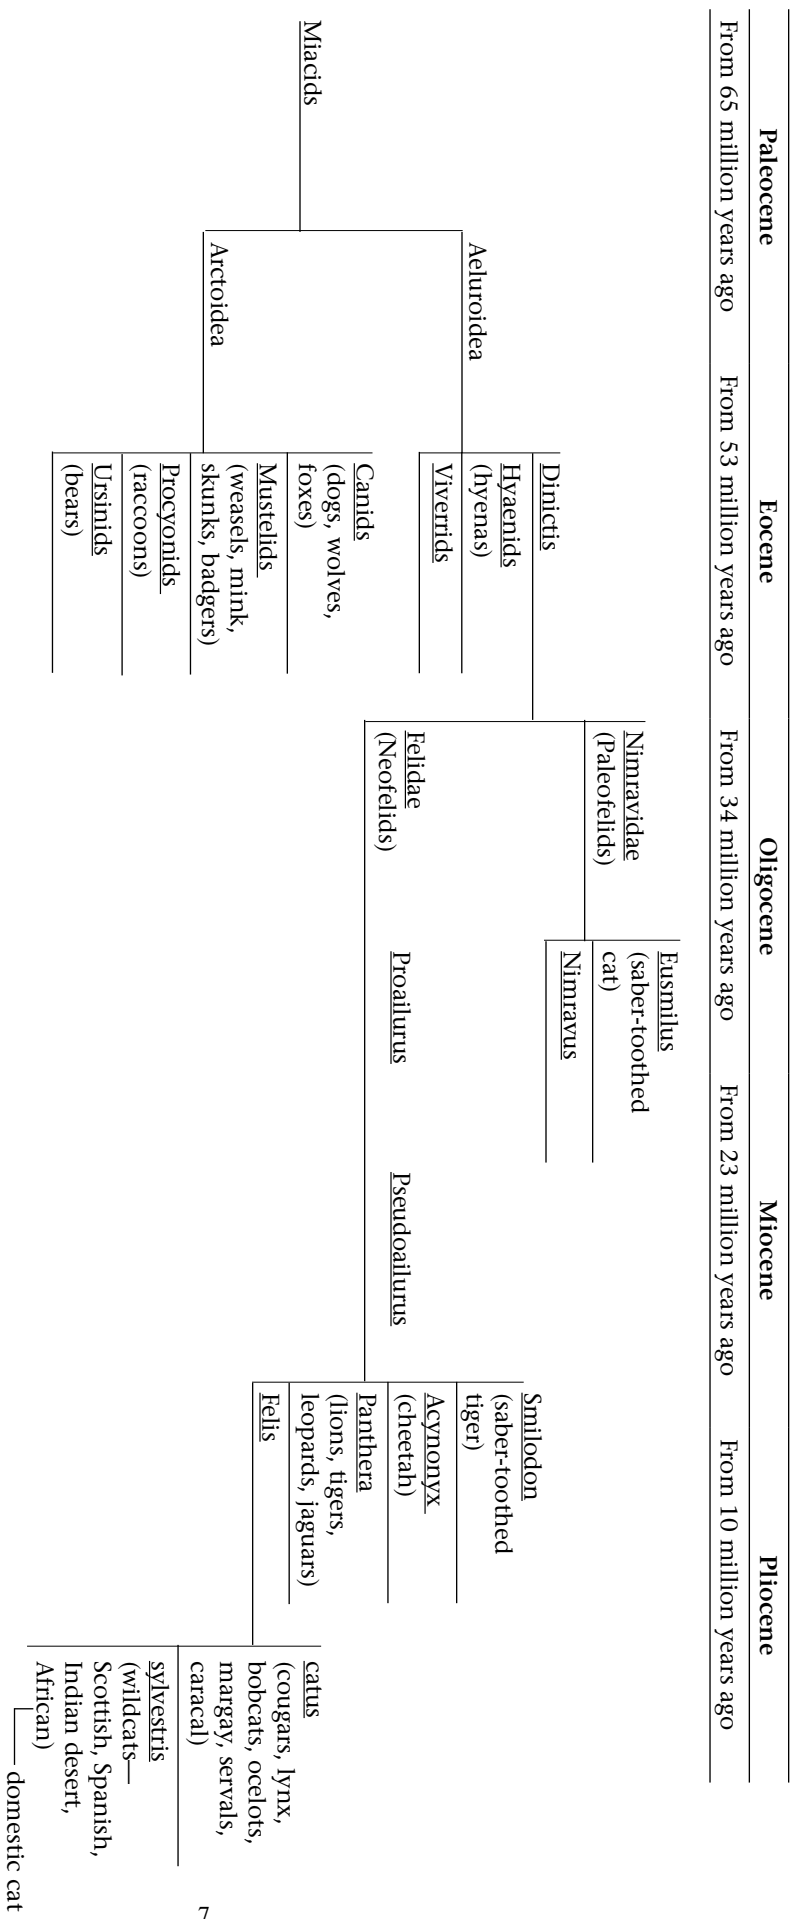 Paleocene
Eocene
Oligocene
Miocene
Pliocene
From 65 million years ago
From 53 million years ago
From 34 million years ago
From 23 million years ago
From 10 million years ago
Miacids
Aeluroidea
Arctoidea
Dinictis
Hyaenids
(hyenas)
Viverrids
Canids
(dogs, wolves,
foxes)
Mustelids
(weasels, mink,
skunks, badgers)
Procyonids
(raccoons)
Ursinids
(bears)
Nimravidae
(Paleofelids)
Felidae
(Neofelids)
Eusmilus
(saber-toothed
cat)
Nimravus
Proailurus
Pseudoailurus
Smilodon
(saber-toothed
tiger)
Acynonyx
(cheetah)
Panthera
(lions, tigers,
leopards, jaguars)
Felis
catus
(cougars, lynx,
bobcats, ocelots,
margay, servals,
caracal)
sylvestris
(wildcats—
Scottish, Spanish,
Indian desert,
African)
domestic cat
7